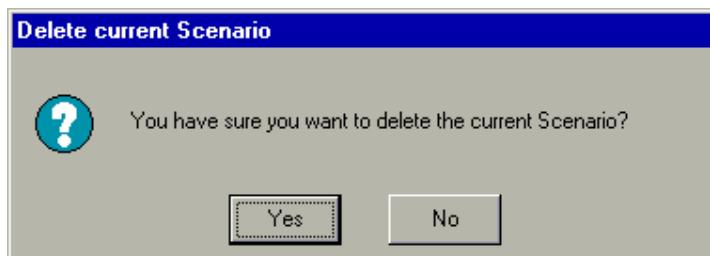 Delete current Scenario
You have sure you want to delete the current Scenario?
Yes No